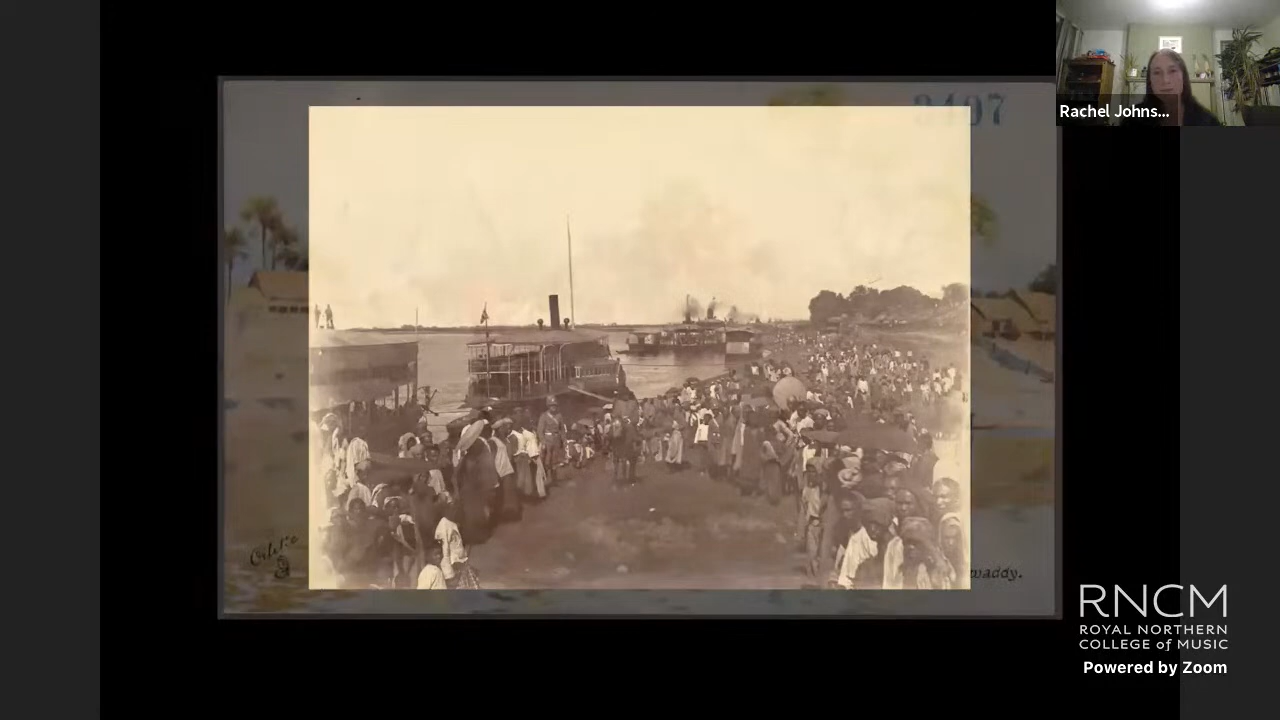 3407
Rachel Johns...
waddy.
RNCM
ROYAL NORTHERN
COLLEGE of MUSIC
Powered by Zoom